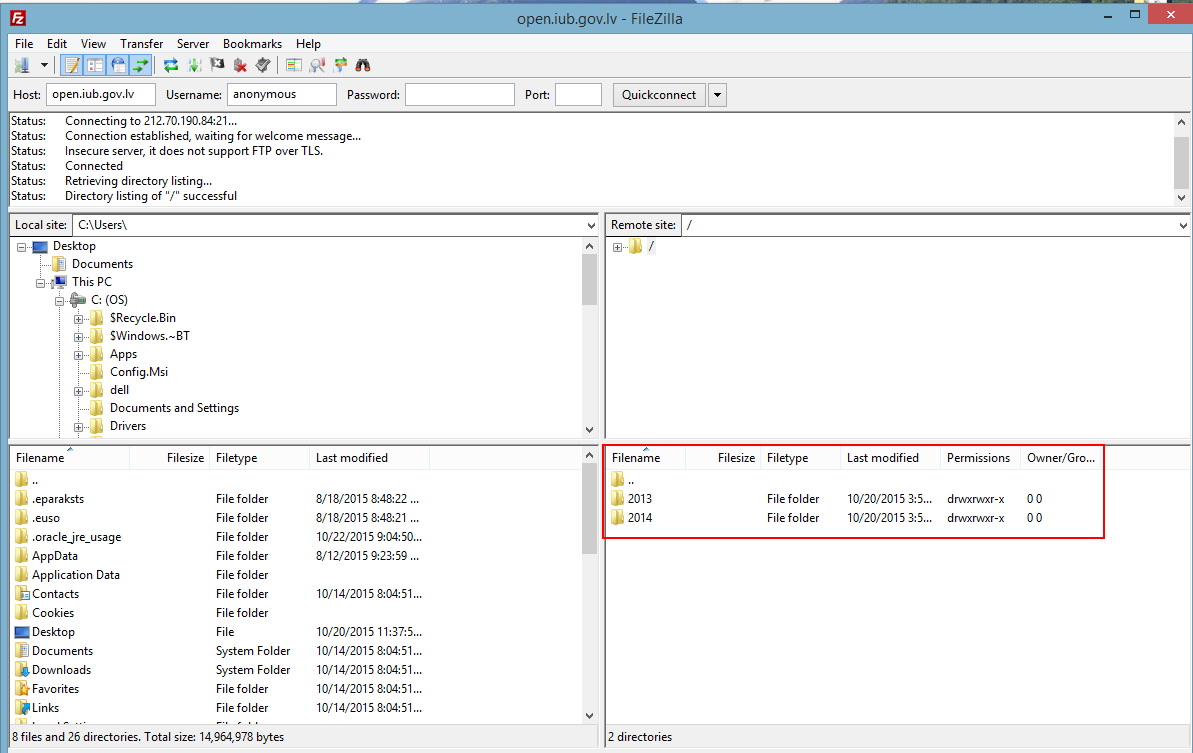 Fz open.iub.gov.lv - FileZilla
File Edit View Transfer Server Bookmarks Help
Host: open.iub.gov.lv Username: anonymous Password: Port: Quickconnect
Status: Connecting to 212.70.190.84:21...
Status: Connection established, waiting for welcome message...
Status: Insecure server, it does not support FTP over TLS.
Status: Connected
Status: Retrieving directory listing...
Status: Directory listing of "/" successful
Local site: C:\Users\
Desktop
Documents
This PC
C: (OS)
$Recycle.Bin
$Windows.~BT
Apps
Config.Msi
dell
Documents and Settings
Drivers
Remote site: /
/
Filename Filesize Filetype Last modified
..
.eparaksts File folder 8/18/2015 8:48:22 ...
.euso File folder 8/18/2015 8:48:21 ...
.oracle_jre_usage File folder 10/22/2015 9:04:50...
AppData File folder 8/12/2015 9:23:59 ...
Application Data File folder
Contacts File folder 10/14/2015 8:04:51...
Cookies File folder
Desktop File 10/20/2015 11:37:5...
Documents System Folder 10/14/2015 8:04:51...
Downloads System Folder 10/14/2015 8:04:51...
Favorites File folder 10/14/2015 8:04:51...
Links File folder 10/14/2015 8:04:51...
8 files and 26 directories. Total size: 14,964,978 bytes
Filename Filesize Filetype Last modified Permissions Owner/Gro...
..
2013 File folder 10/20/2015 3:5... drwxrwxr-x 0 0
2014 File folder 10/20/2015 3:5... drwxrwxr-x 0 0
2 directories